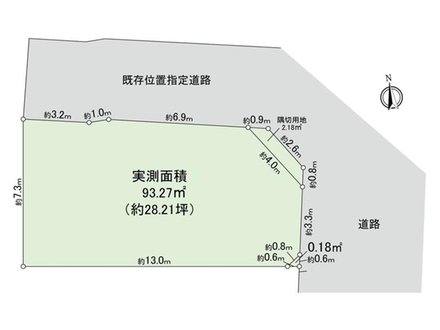 既存位置指定道路
N
約3.2m
約1.0m
約6.9m
約0.9m
隅切用地
2.18㎡
約2.6m
約4.0m
約0.8m
約7.3m
実測面積
93.27㎡
(約28.21坪)
約3.3m
道路
0.18㎡
約0.8m
約0.6m
約0.6m
約13.0m